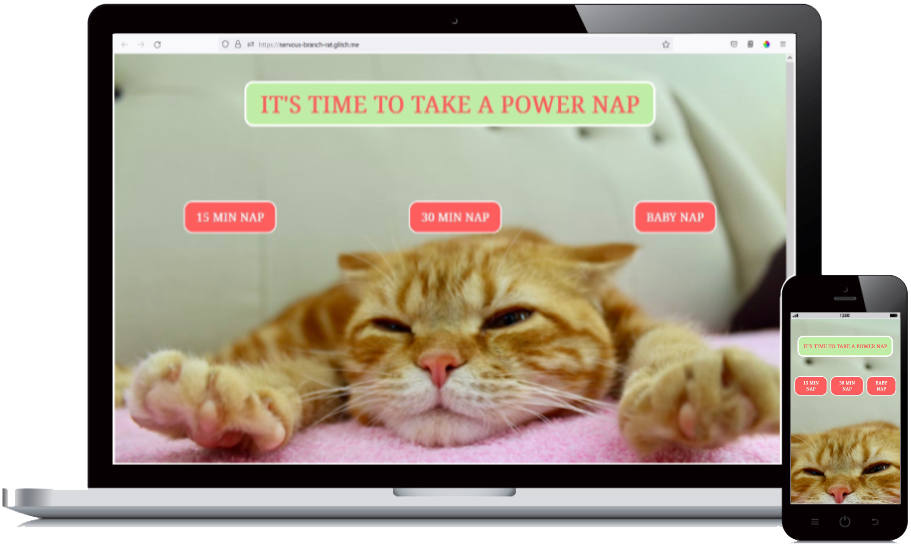 https://nervous-branch-rat.glitch.me
IT'S TIME TO TAKE A POWER NAP
15 MIN NAP
30 MIN NAP
BABY NAP
12:00
IT'S TIME TO TAKE A POWER NAP
15 MIN
NAP
30 MIN
NAP
BABY
NAP